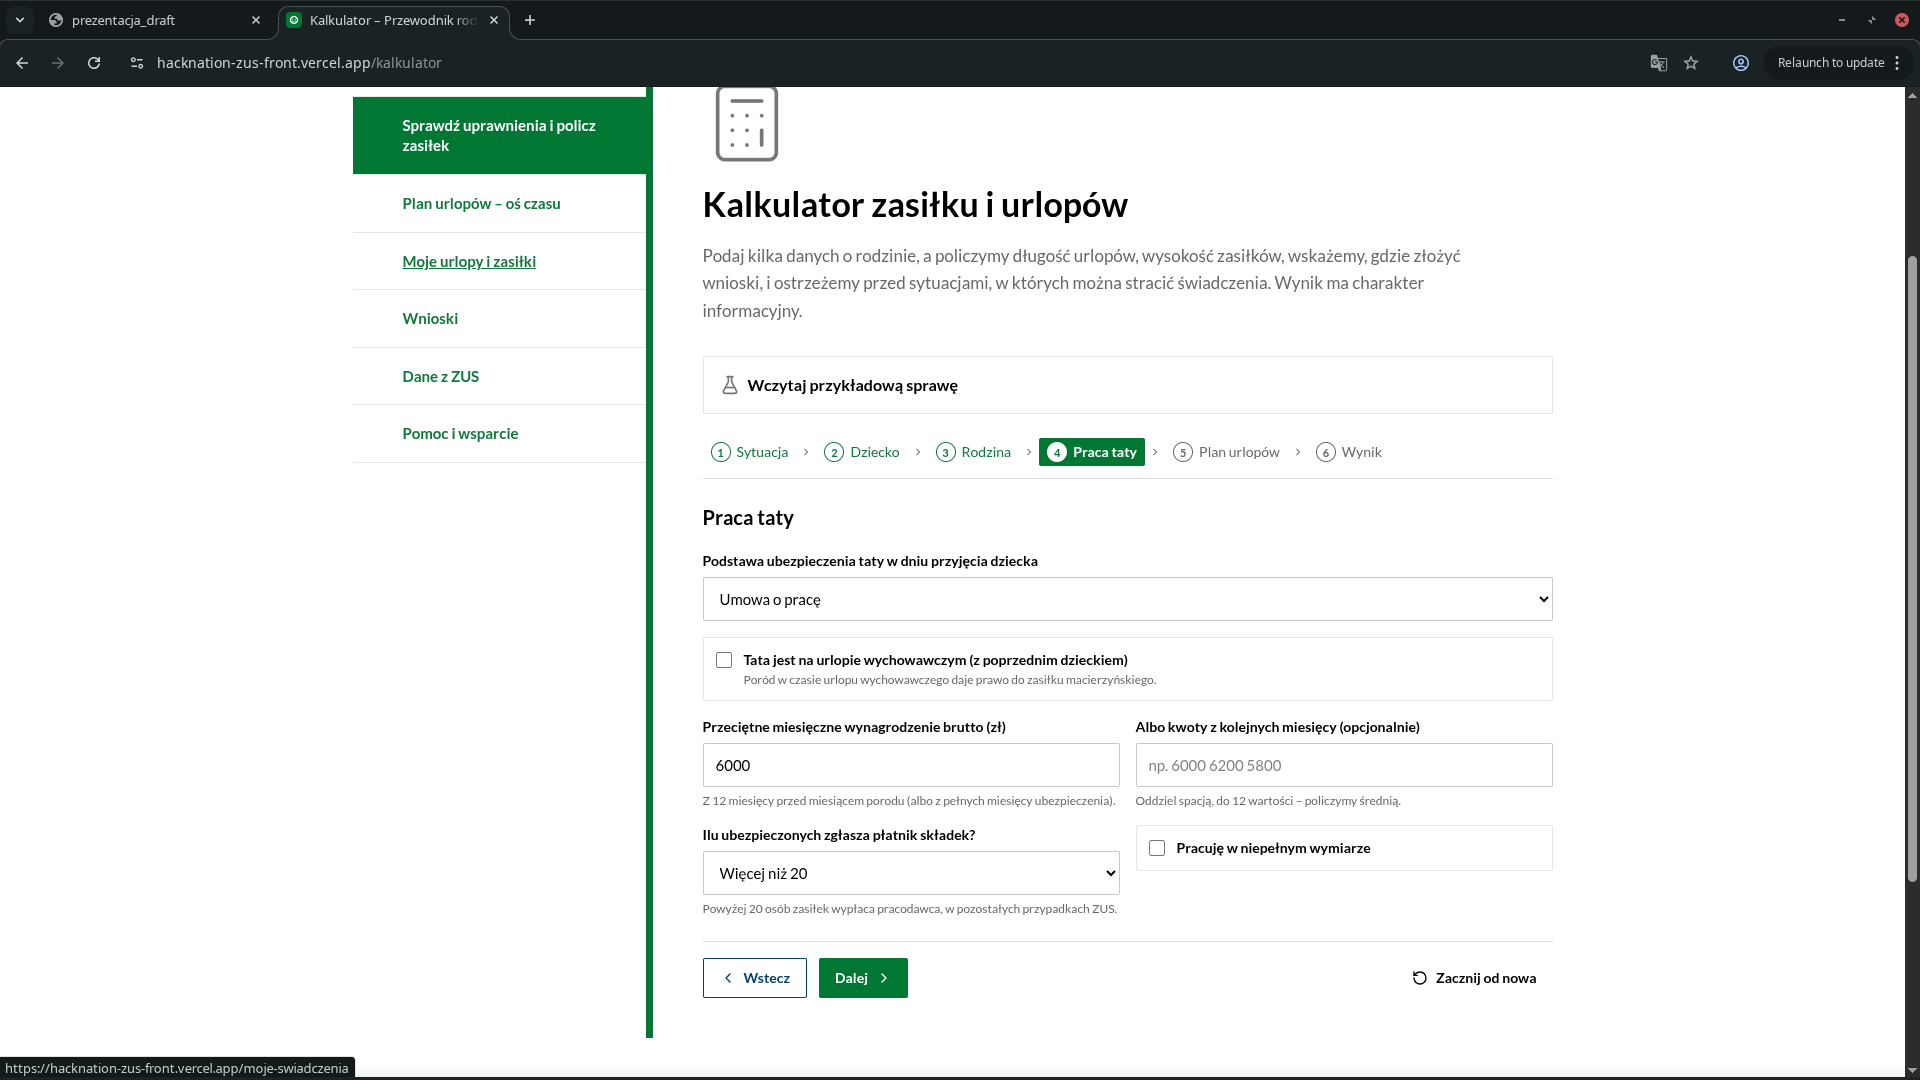 prezentacja_draft
Kalkulator – Przewodnik rod
hacknation-zus-front.vercel.app/kalkulator
Relaunch to update
Sprawdź uprawnienia i policz
zasiłek
Plan urlopów – oś czasu
Moje urlopy i zasiłki
Wnioski
Dane z ZUS
Pomoc i wsparcie
Kalkulator zasiłku i urlopów
Podaj kilka danych o rodzinie, a policzymy długość urlopów, wysokość zasiłków, wskażemy, gdzie złożyć
wnioski, i ostrzeżemy przed sytuacjami, w których można stracić świadczenia. Wynik ma charakter
informacyjny.
Wczytaj przykładową sprawę
1 Sytuacja
2 Dziecko
3 Rodzina
4 Praca taty
5 Plan urlopów
6 Wynik
Praca taty
Podstawa ubezpieczenia taty w dniu przyjęcia dziecka
Umowa o pracę
Tata jest na urlopie wychowawczym (z poprzednim dzieckiem)
Poród w czasie urlopu wychowawczego daje prawo do zasiłku macierzyńskiego.
Przeciętne miesięczne wynagrodzenie brutto (zł)
6000
Z 12 miesięcy przed miesiącem porodu (albo z pełnych miesięcy ubezpieczenia).
Albo kwoty z kolejnych miesięcy (opcjonalnie)
np. 6000 6200 5800
Oddziel spacją, do 12 wartości – policzymy średnią.
Ilu ubezpieczonych zgłasza płatnik składek?
Więcej niż 20
Powyżej 20 osób zasiłek wypłaca pracodawca, w pozostałych przypadkach ZUS.
Pracuję w niepełnym wymiarze
Wstecz
Dalej
Zacznij od nowa
https://hacknation-zus-front.vercel.app/moje-swiadczenia